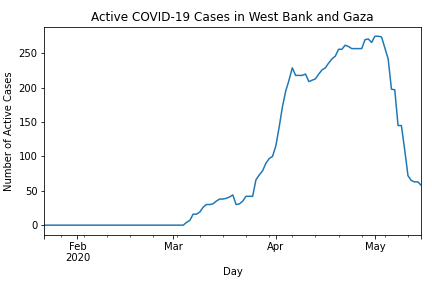 Active COVID-19 Cases in West Bank and Gaza
Number of Active Cases
250
200
150
100
50
0
Feb Mar Apr May
2020
Day